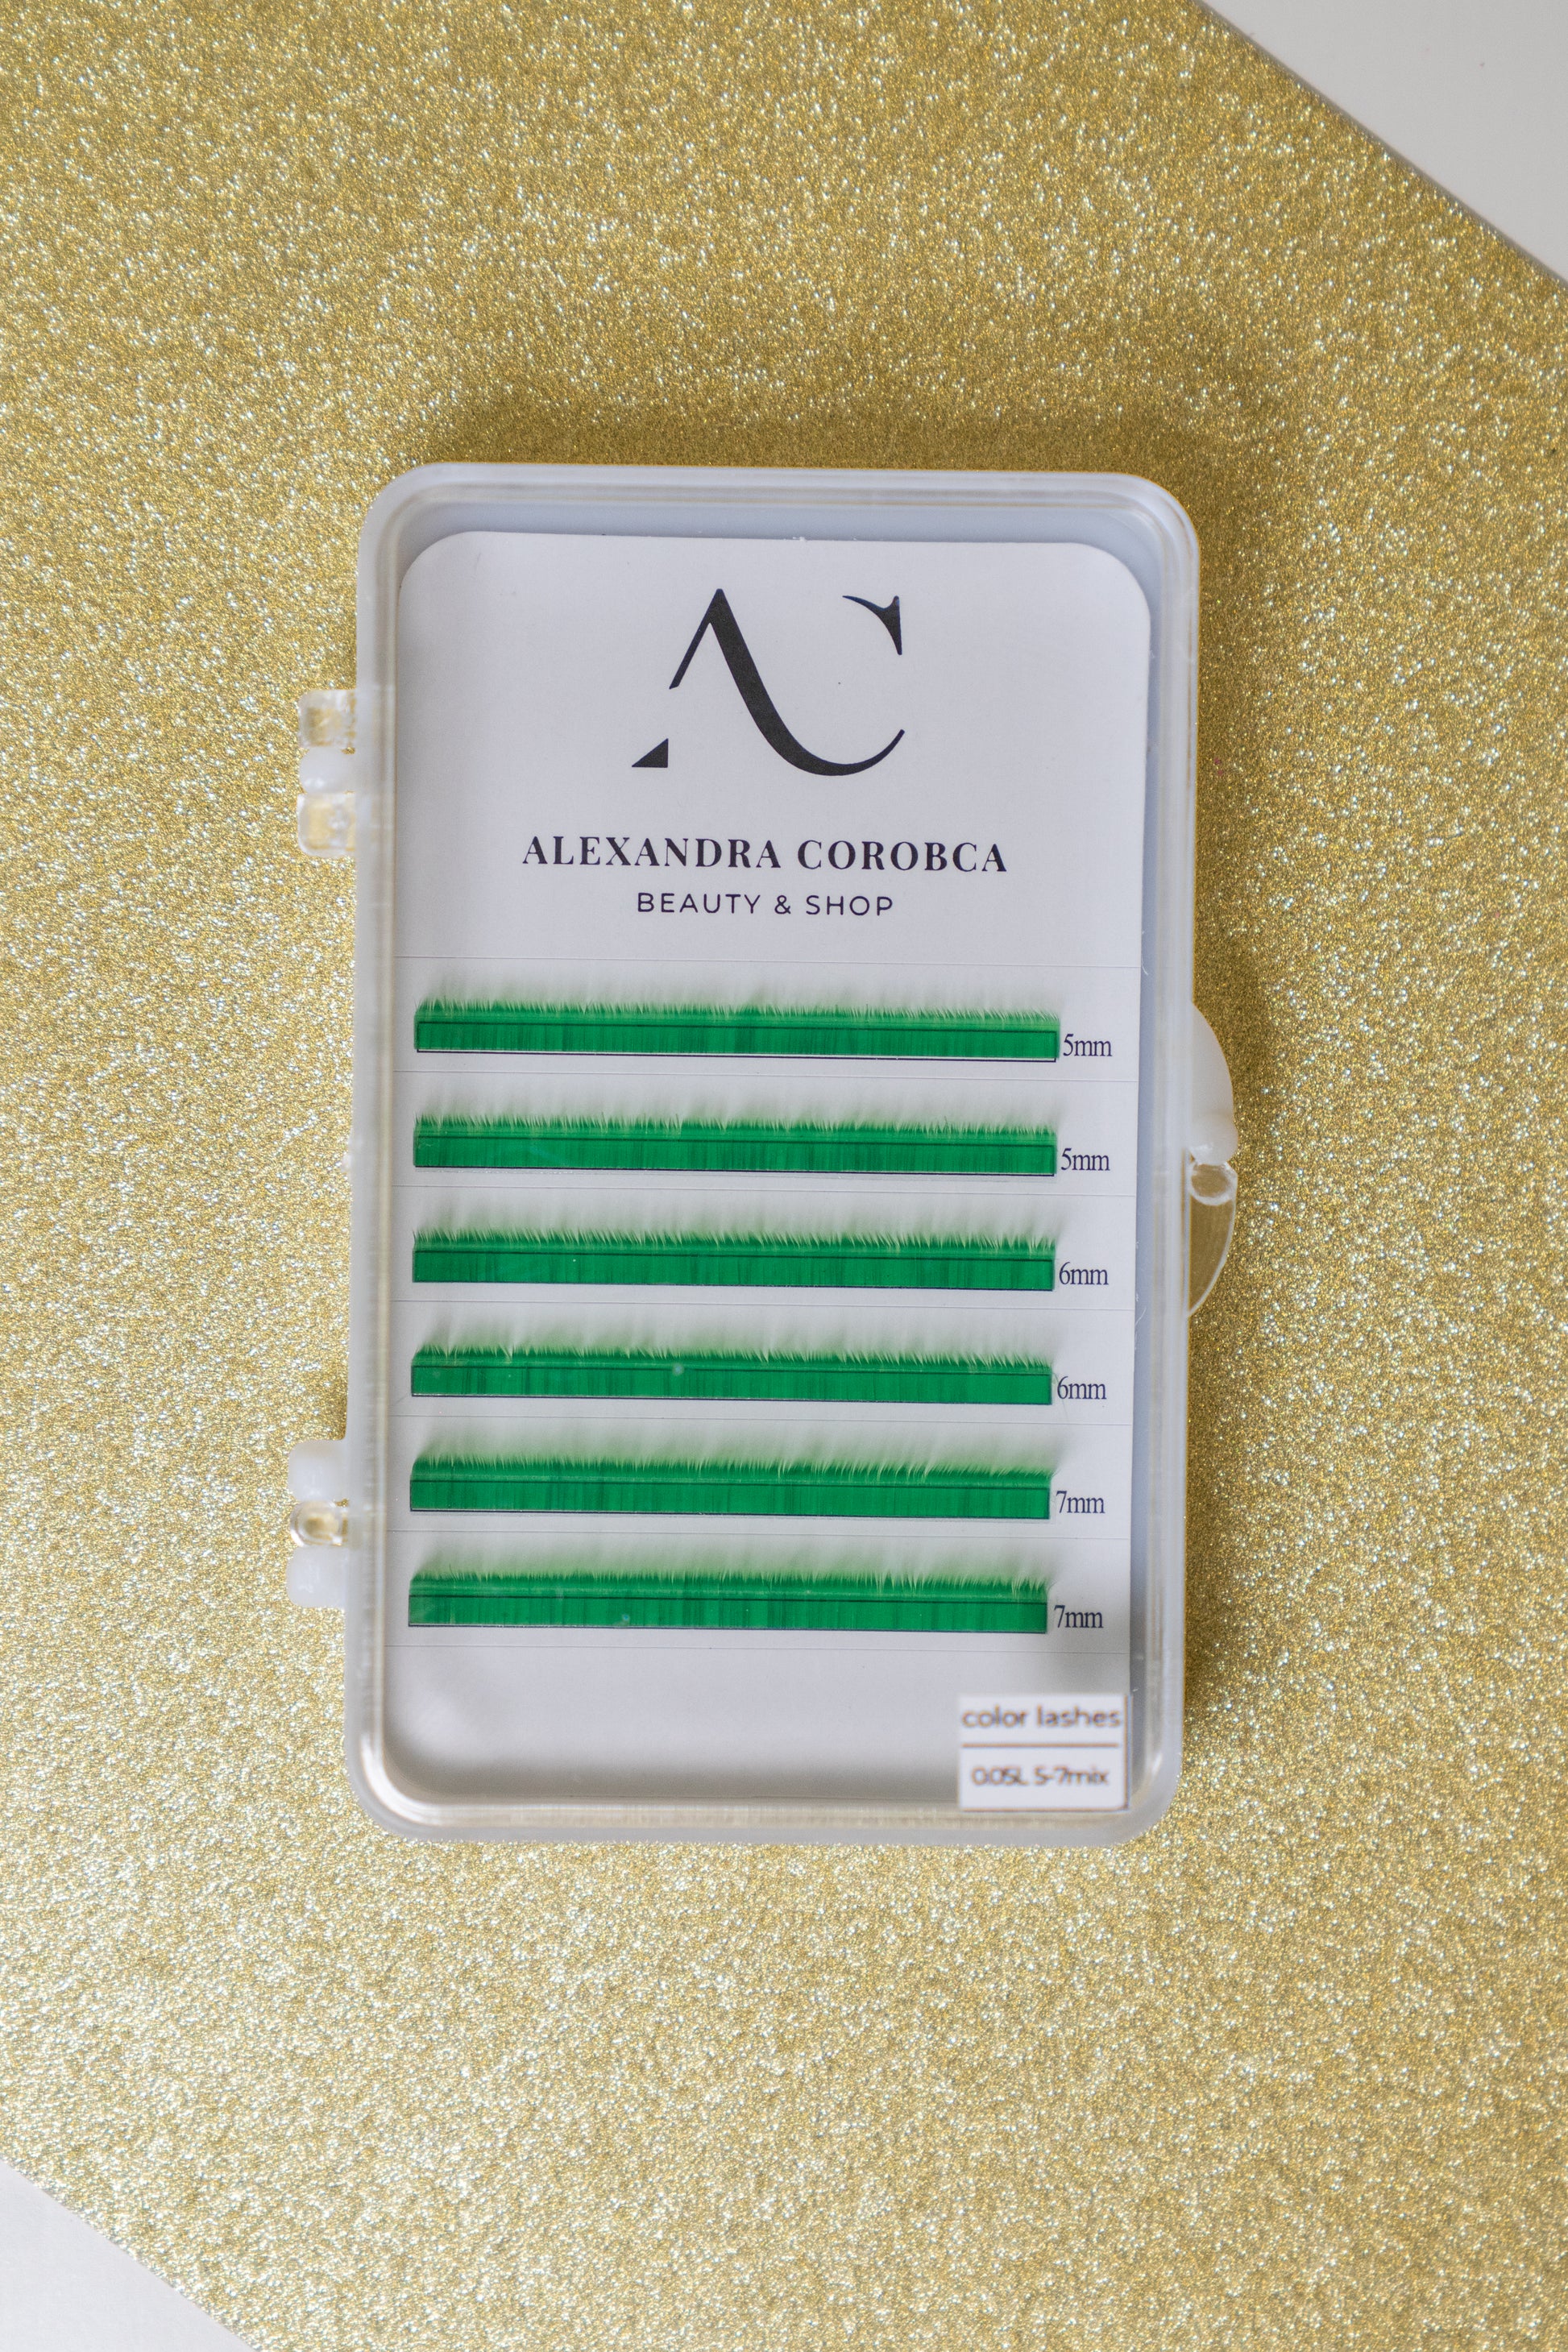 AC
ALEXANDRA COROBCA
BEAUTY & SHOP
5mm
5mm
6mm
6mm
7mm
7mm
color lashes
0.05L 5-7mix